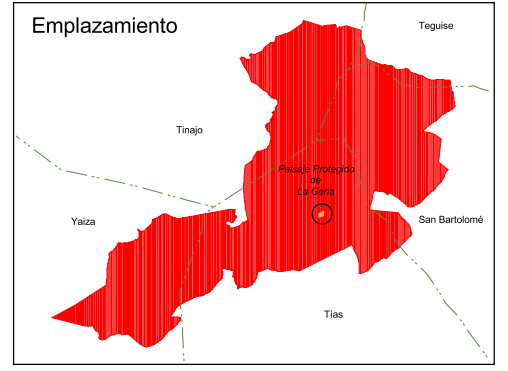 Emplazamiento
Teguise
Tinajo
Paisaje Protegido
de
La Geria
Yaiza
San Bartolomé
Tías